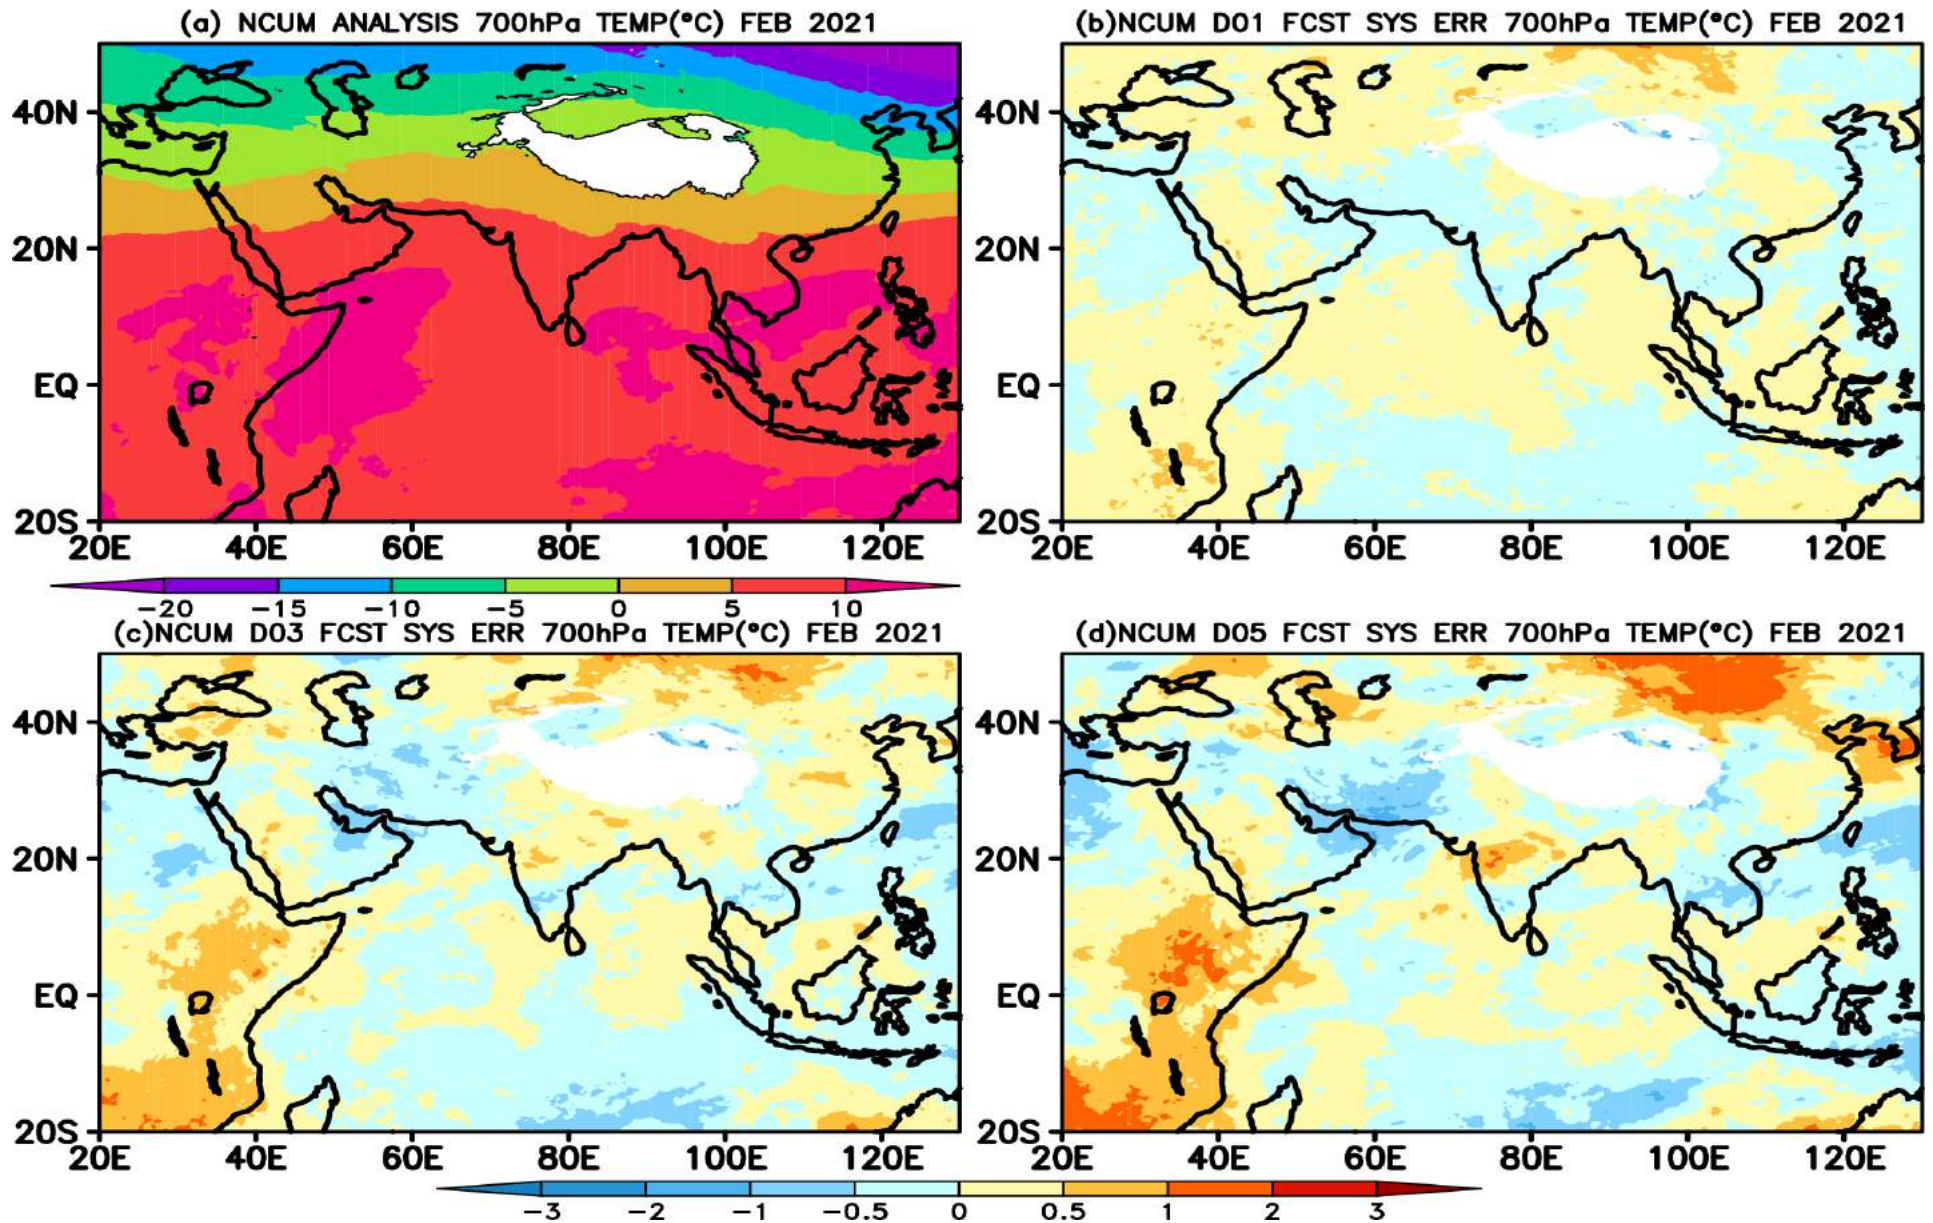 (a) NCUM ANALYSIS 700hPa TEMP(°C) FEB 2021
(b)NCUM D01 FCST SYS ERR 700hPa TEMP(°C) FEB 2021
40N
20N
EQ
20S
20E 40E 60E 80E 100E 120E
40N
20N
EQ
20S
20E 40E 60E 80E 100E 120E
-20 -15 -10 -5 0 5 10
(c)NCUM D03 FCST SYS ERR 700hPa TEMP(°C) FEB 2021
(d)NCUM D05 FCST SYS ERR 700hPa TEMP(°C) FEB 2021
40N
20N
EQ
20S
20E 40E 60E 80E 100E 120E
40N
20N
EQ
20S
20E 40E 60E 80E 100E 120E
-3 -2 -1 -0.5 0 0.5 1 2 3